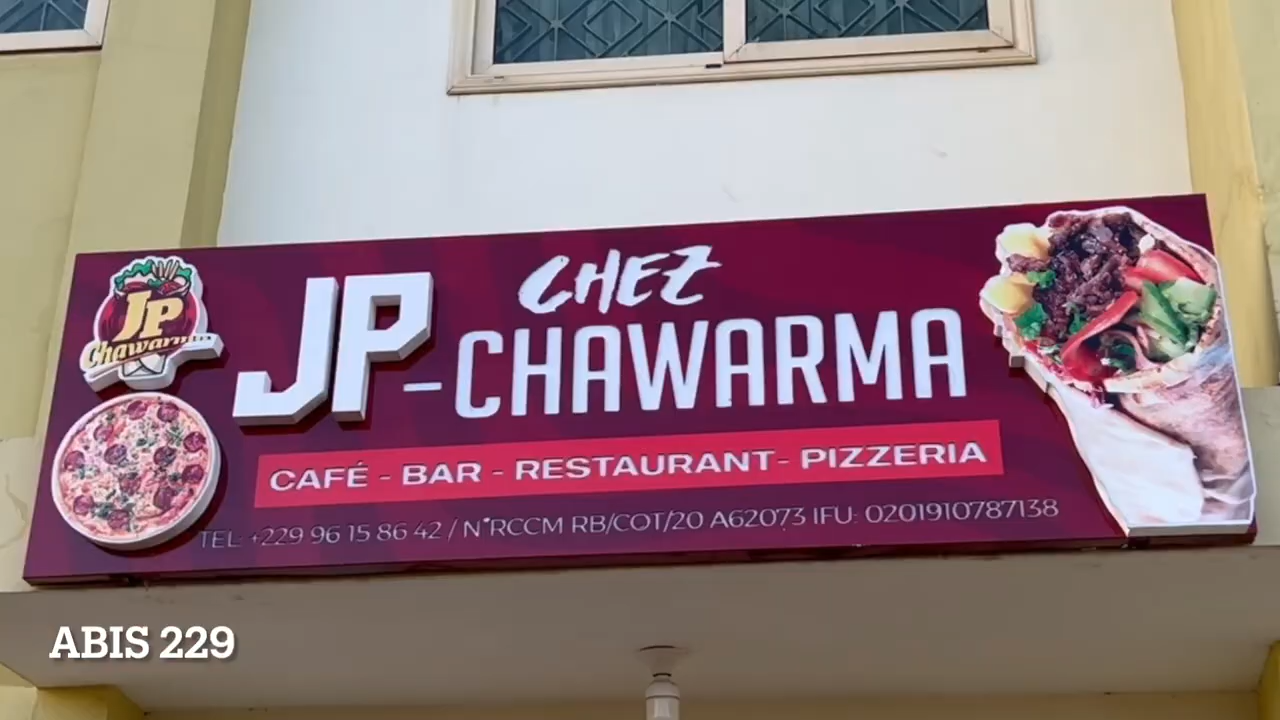 JP
Chawarma
CHEZ
JP-CHAWARMA
CAFÉ - BAR - RESTAURANT- PIZZERIA
TEL: +229 96 15 86 42 / N°RCCM RB/COT/20 A62073 IFU: 0201910787138
ABIS 229